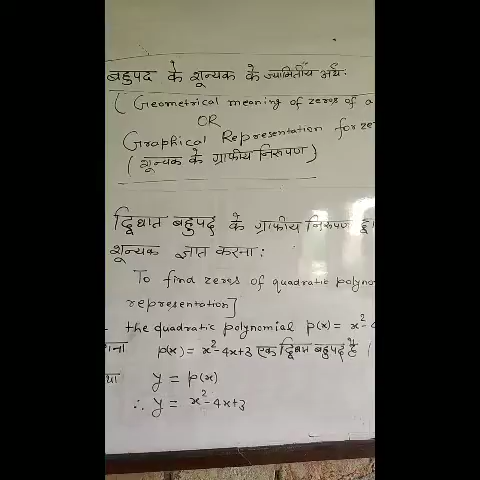 बहुपद के शून्यक के ज्यामितीय अर्थ:
(Geometrical meaning of zeros of a
OR
Graphical Representation for ze
(शून्यक के ग्राफीय निरूपण)
द्विघात बहुपद के ग्राफीय निरूपण द्वा
शून्यक ज्ञात करना:
To find zeros of quadratic polyno
representation]
the quadratic polynomial p(x) = x²-
p(x) = x²-4x+3 एक द्विघात बहुपद है।
y = p(x)
∴ y = x²-4x+3